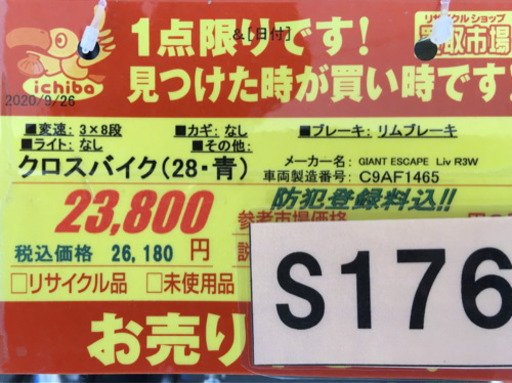 リサイクルショップ
買取市場
&[日付]
1点限りです!
見つけた時が買い時です!
ichiba
2020/9/26
■変速: 3×8段 ■カギ: なし ■ブレーキ: リムブレーキ
■ライト: なし ■その他:
クロスバイク(28・青)
メーカー名: GIANT ESCAPE Liv R3W
車両製造番号: C9AF1465
23,800
防犯登録料込!!
参考市場価格
税込価格 26,180 円
□リサイクル品 □未使用品
S176
お売り